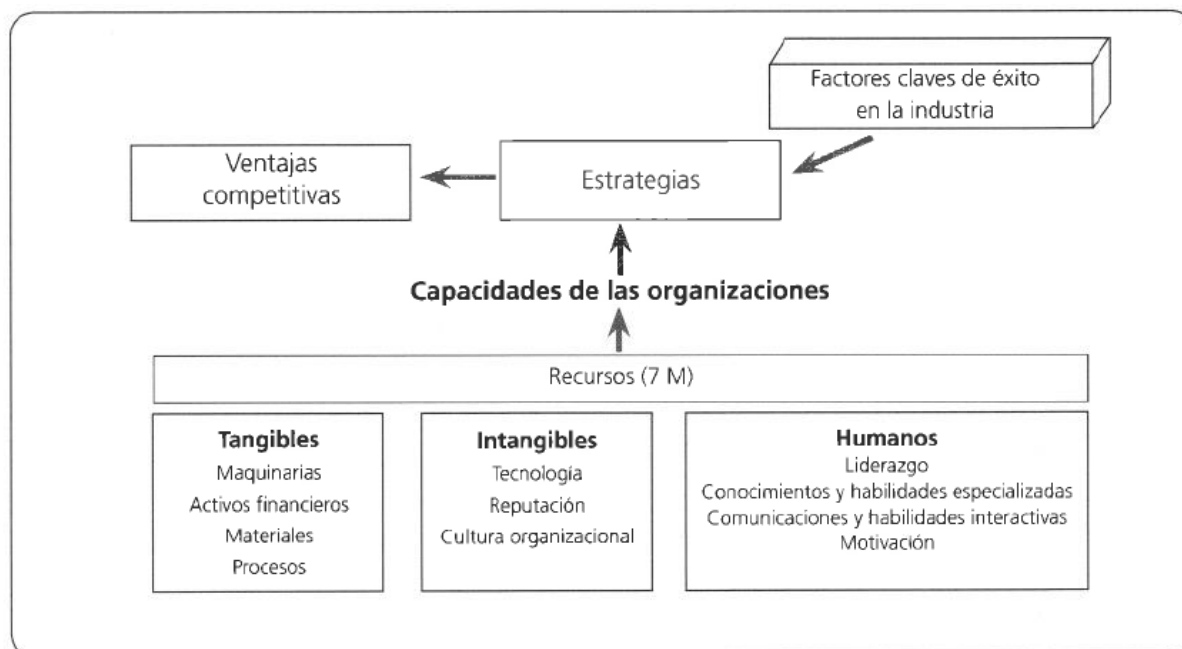 Factores claves de éxito
en la industria
Ventajas
competitivas
Estrategias
Capacidades de las organizaciones
Recursos (7 M)
Tangibles
Maquinarias
Activos financieros
Materiales
Procesos
Intangibles
Tecnología
Reputación
Cultura organizacional
Humanos
Liderazgo
Conocimientos y habilidades especializadas
Comunicaciones y habilidades interactivas
Motivación